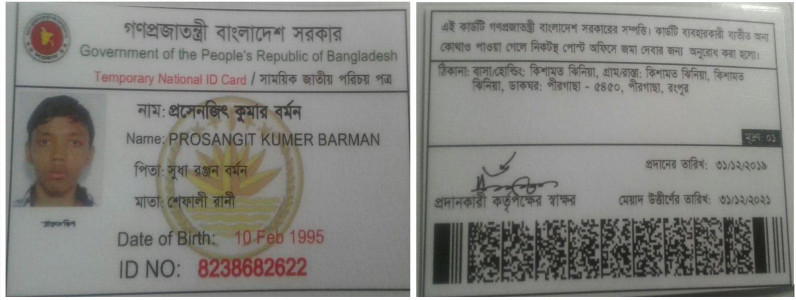 গণপ্রজাতন্ত্রী বাংলাদেশ সরকার
Government of the People's Republic of Bangladesh
Temporary National ID Card / সাময়িক জাতীয় পরিচয় পত্র
নাম: প্রসেনজিৎ কুমার বর্মন
Name: PROSANGIT KUMER BARMAN
পিতা: সুধা রঞ্জন বর্মন
মাতা: শেফালী রানী
Date of Birth: 10 Feb 1995
ID NO: 8238682622
এই কার্ডটি গণপ্রজাতন্ত্রী বাংলাদেশ সরকারের সম্পত্তি। কার্ডটি ব্যবহারকারী ব্যতীত অন্য
কোথাও পাওয়া গেলে নিকটস্থ পোস্ট অফিসে জমা দেবার জন্য অনুরোধ করা হলো।
ঠিকানা: বাসা/হোল্ডিং: কিশামত ঝিনিয়া, গ্রাম/রাস্তা: কিশামত ঝিনিয়া, কিশামত
ঝিনিয়া, ডাকঘর: পীরগাছা - ৫৪৫০, পীরগাছা, রংপুর
মূদ্রণ: ০১
প্রদানের তারিখ: ৩১/১২/২০১৯
প্রদানকারী কর্তৃপক্ষের স্বাক্ষর
মেয়াদ উত্তীর্ণের তারিখ: ৩১/১২/২০২১